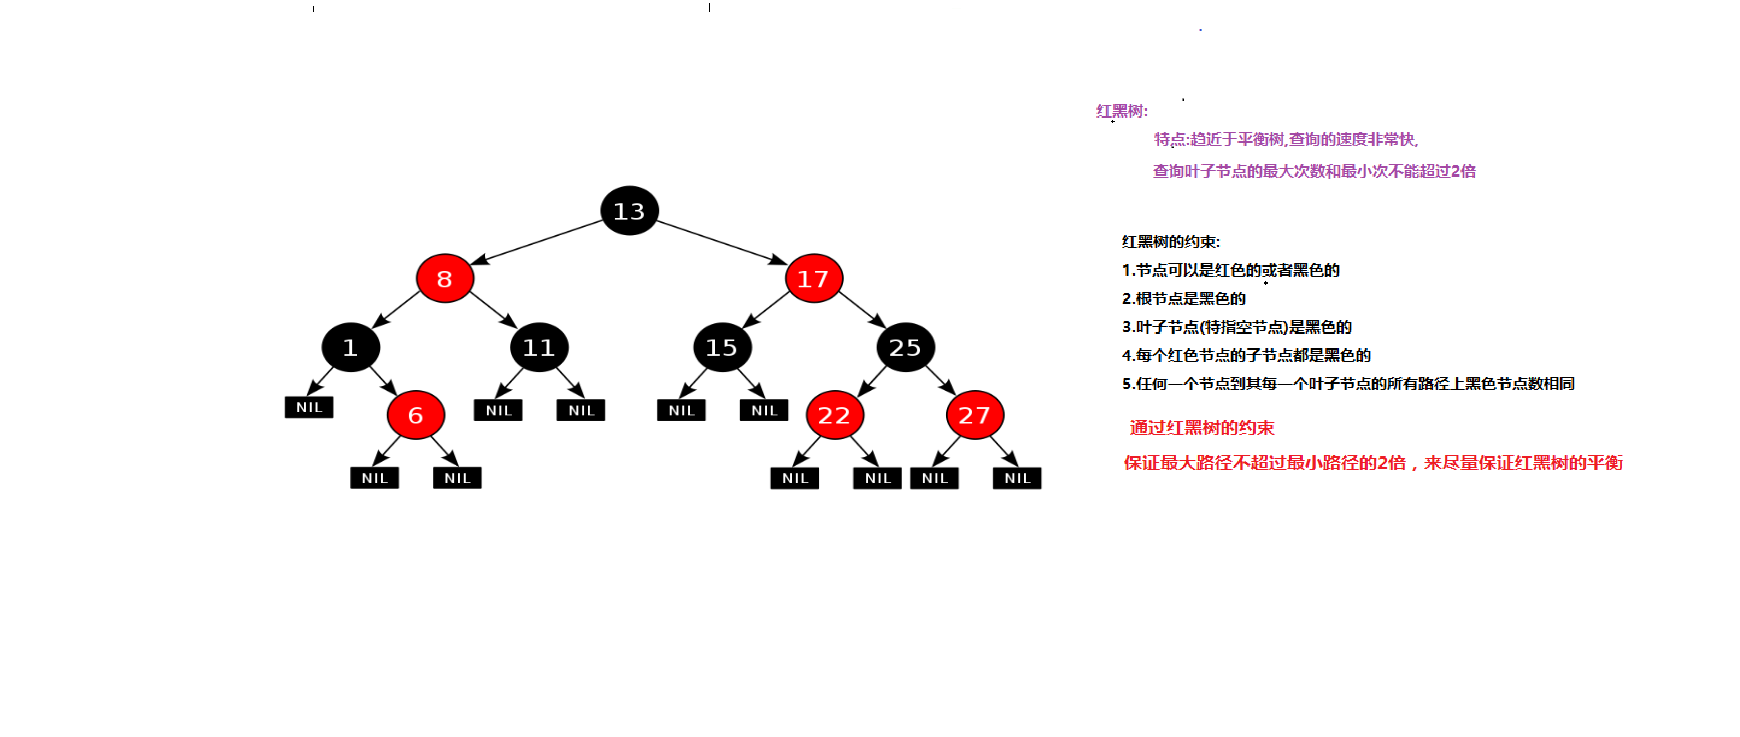 红黑树:
特点:趋近于平衡树,查询的速度非常快,
查询叶子节点的最大次数和最小次不能超过2倍
13
红黑树的约束:
8
17
1.节点可以是红色的或者黑色的
2.根节点是黑色的
3.叶子节点(特指空节点)是黑色的
1
11
15
25
4.每个红色节点的子节点都是黑色的
5.任何一个节点到其每一个叶子节点的所有路径上黑色节点数相同
NIL
6
NIL
NIL
NIL
NIL
22
27
通过红黑树的约束
保证最大路径不超过最小路径的2倍，来尽量保证红黑树的平衡
NIL
NIL
NIL
NIL
NIL
NIL